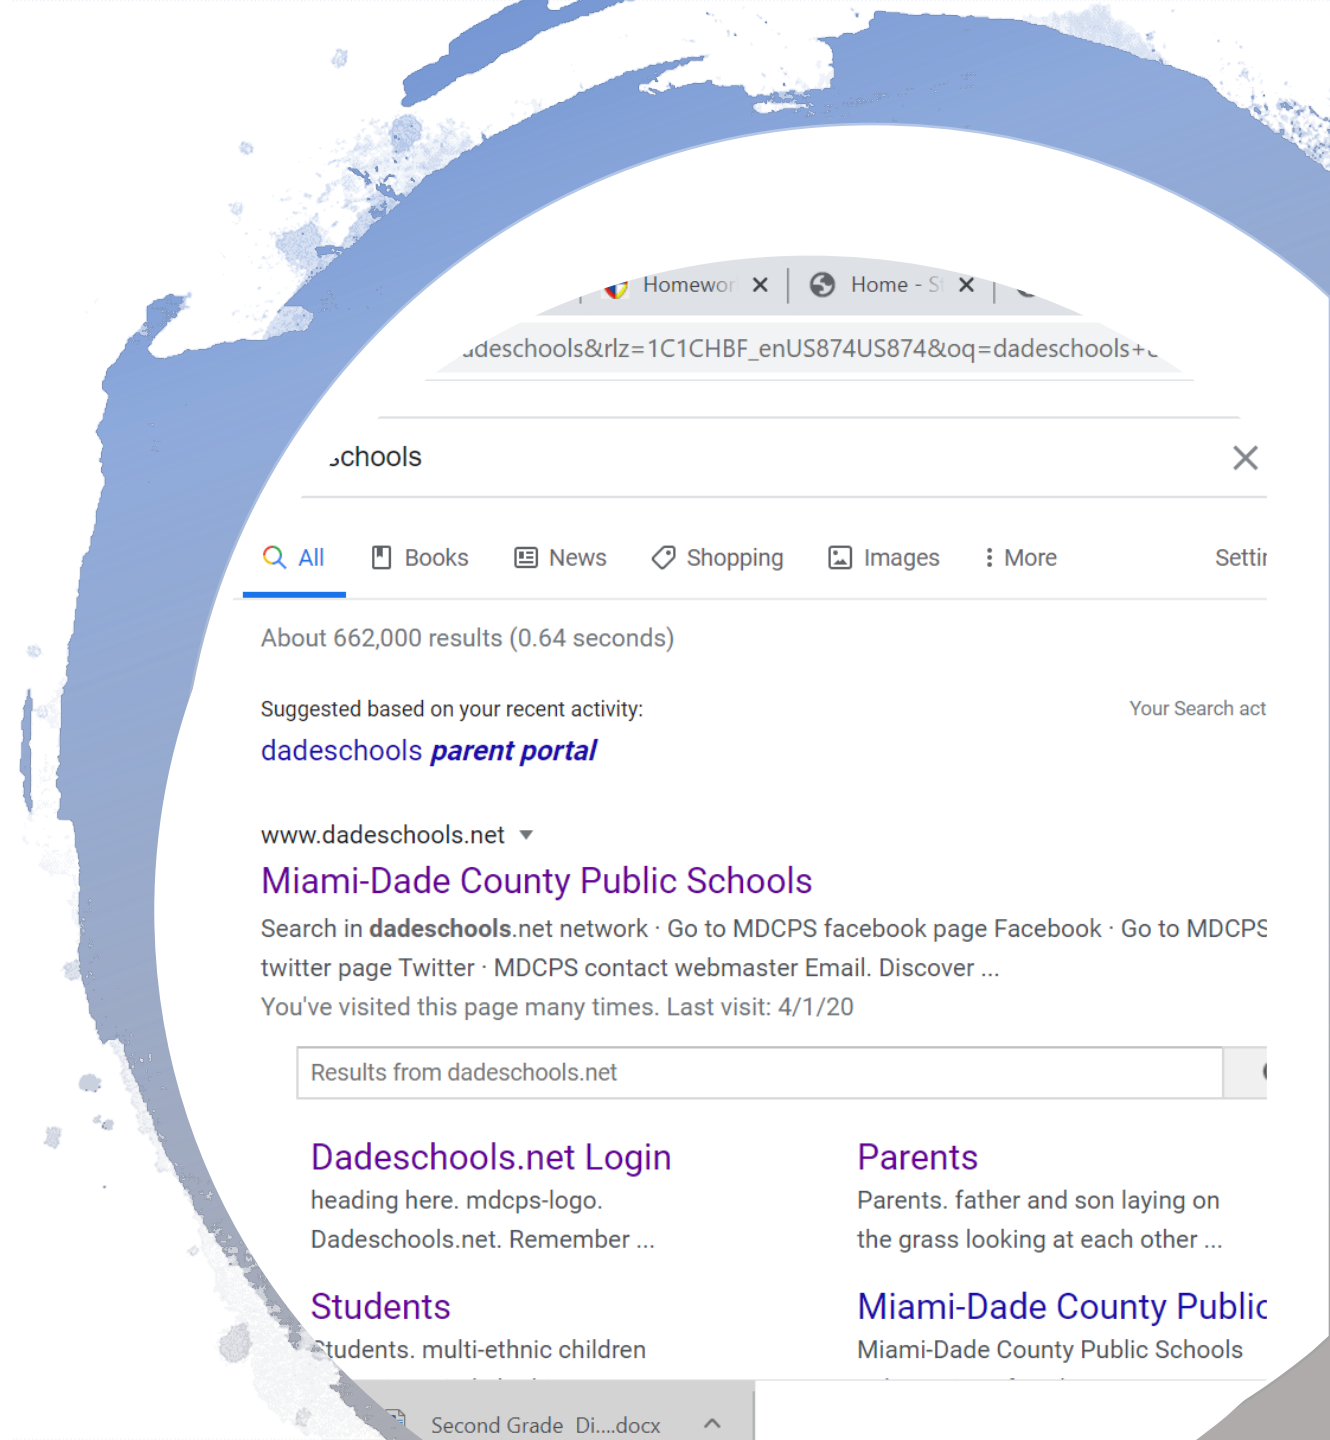 Homewor
Home - S
adeschools&rlz=1C1CHBF_enUS874US874&oq=dadeschools+
schools
All Books News Shopping Images More Settin
About 662,000 results (0.64 seconds)
Suggested based on your recent activity: Your Search act
dadeschools parent portal
www.dadeschools.net
Miami-Dade County Public Schools
Search in dadeschools.net network · Go to MDCPS facebook page Facebook · Go to MDCPS
twitter page Twitter · MDCPS contact webmaster Email. Discover ...
You've visited this page many times. Last visit: 4/1/20
Results from dadeschools.net
Dadeschools.net Login
heading here. mdcps-logo.
Dadeschools.net. Remember ...
Parents
Parents. father and son laying on
the grass looking at each other ...
Students
Students. multi-ethnic children
Miami-Dade County Public
Miami-Dade County Public Schools
Second Grade Di....docx